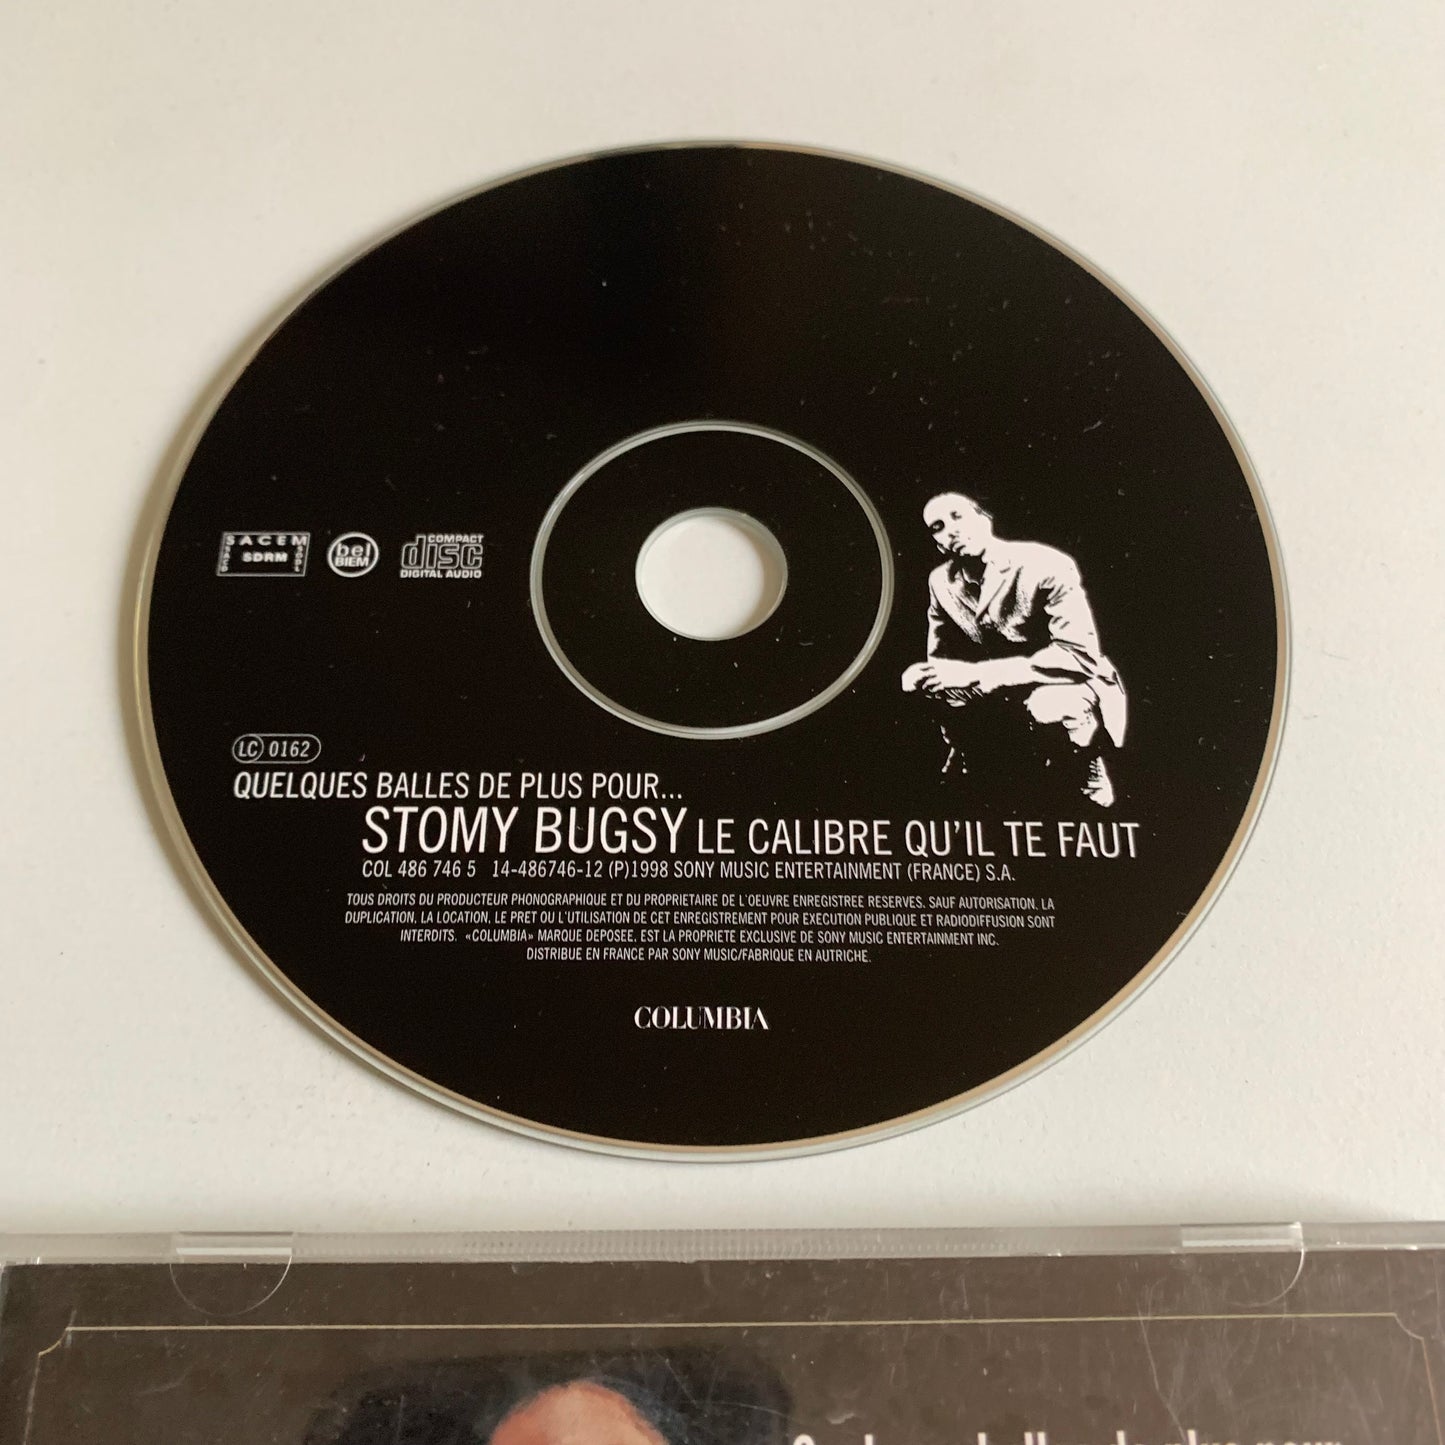 SACEM
SACD SDRM SGDL
bel
BIEM
COMPACT
disc
DIGITAL AUDIO
LC 0162
QUELQUES BALLES DE PLUS POUR...
STOMY BUGSY LE CALIBRE QU'IL TE FAUT
COL 486 746 5 14-486746-12 (P)1998 SONY MUSIC ENTERTAINMENT (FRANCE) S.A.
TOUS DROITS DU PRODUCTEUR PHONOGRAPHIQUE ET DU PROPRIETAIRE DE L'OEUVRE ENREGISTREE RESERVES. SAUF AUTORISATION, LA
DUPLICATION, LA LOCATION, LE PRET OU L'UTILISATION DE CET ENREGISTREMENT POUR EXECUTION PUBLIQUE ET RADIODIFFUSION SONT
INTERDITS. «COLUMBIA» MARQUE DEPOSEE, EST LA PROPRIETE EXCLUSIVE DE SONY MUSIC ENTERTAINMENT INC.
DISTRIBUE EN FRANCE PAR SONY MUSIC/FABRIQUE EN AUTRICHE.
COLUMBIA